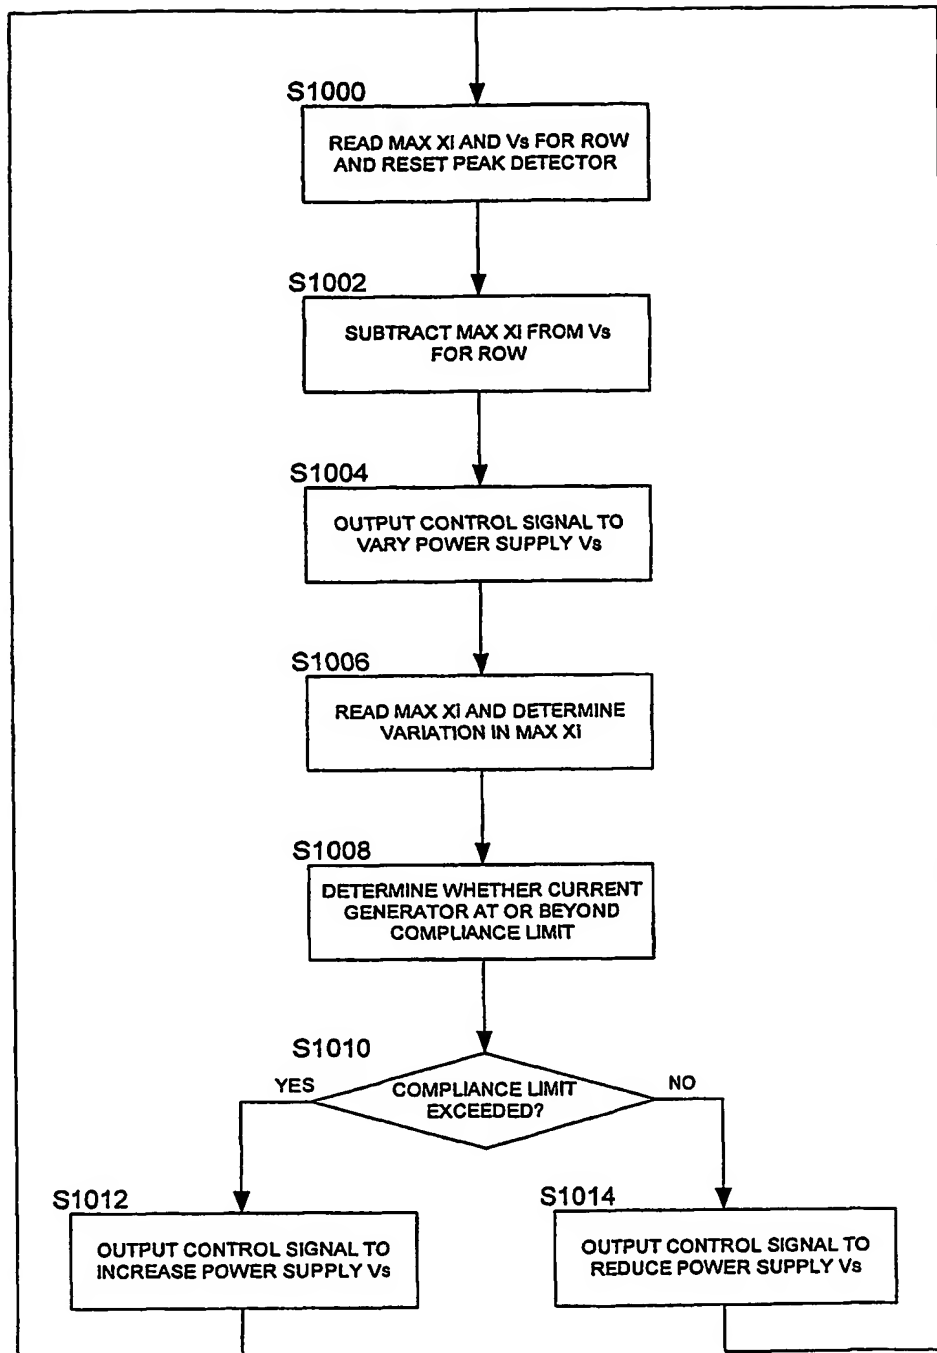 S1000
READ MAX Xi AND Vs FOR ROW
AND RESET PEAK DETECTOR
S1002
SUBTRACT MAX Xi FROM Vs
FOR ROW
S1004
OUTPUT CONTROL SIGNAL TO
VARY POWER SUPPLY Vs
S1006
READ MAX Xi AND DETERMINE
VARIATION IN MAX Xi
S1008
DETERMINE WHETHER CURRENT
GENERATOR AT OR BEYOND
COMPLIANCE LIMIT
S1010
YES
COMPLIANCE LIMIT
EXCEEDED?
NO
S1012
OUTPUT CONTROL SIGNAL TO
INCREASE POWER SUPPLY Vs
S1014
OUTPUT CONTROL SIGNAL TO
REDUCE POWER SUPPLY Vs